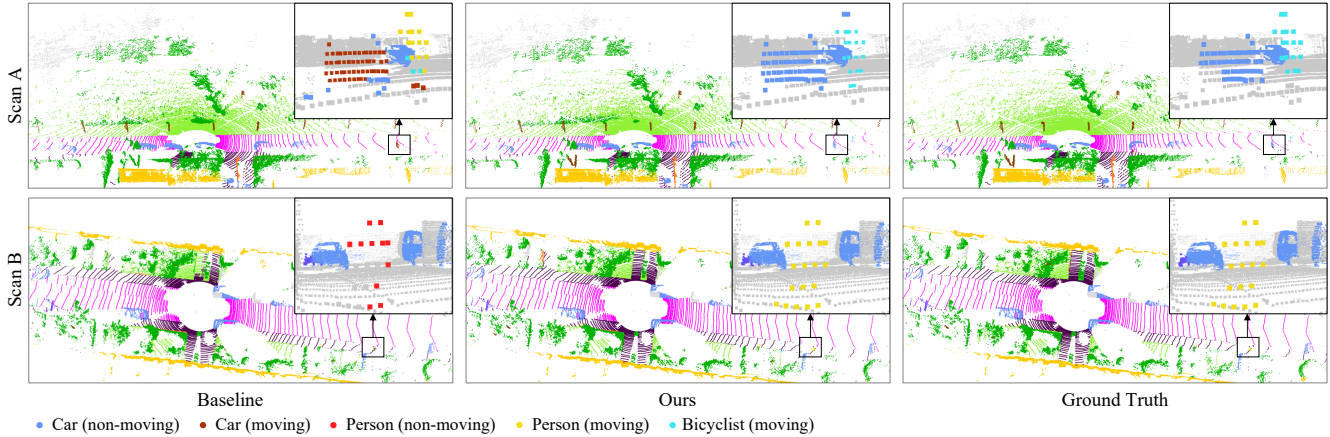 Scan A
Scan B
Baseline
Ours
Ground Truth
Car (non-moving)
Car (moving)
Person (non-moving)
Person (moving)
Bicyclist (moving)